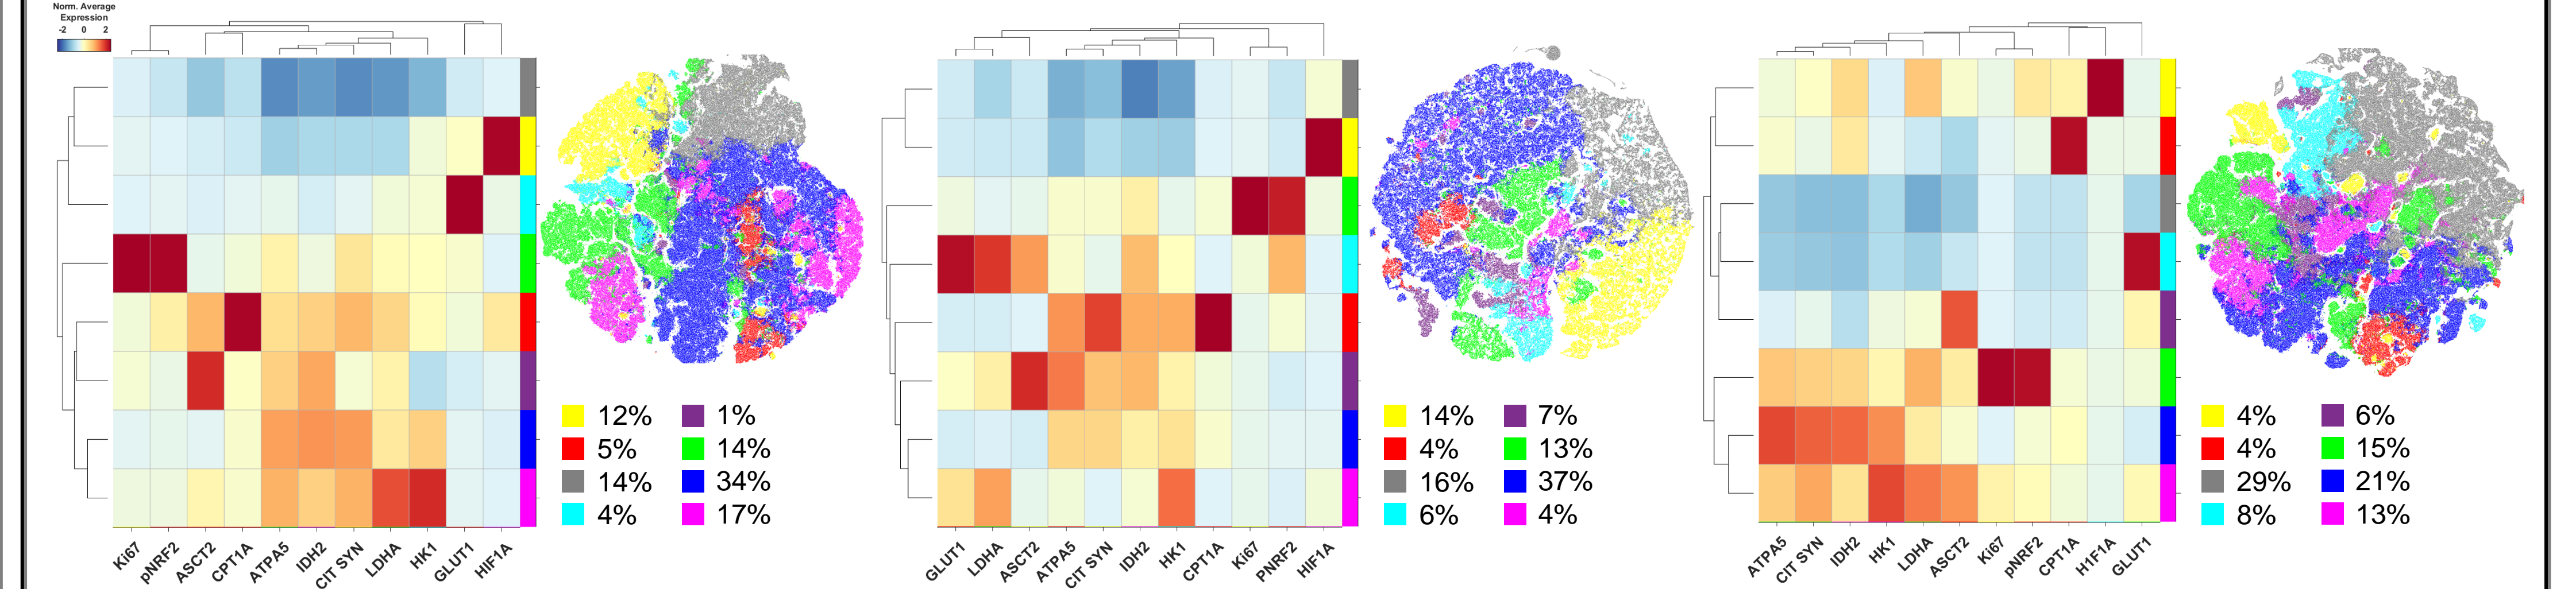 Norm. Average
Expression
-2 0 2
Ki67 pNRF2 ASCT2 CPT1A ATPA5 IDH2 CIT SYN LDHA HK1 GLUT1 HIF1A
12% 1%
5% 14%
14% 34%
4% 17%
GLUT1 LDHA ASCT2 ATPA5 CIT SYN IDH2 HK1 CPT1A Ki67 PNRF2 HIF1A
14% 7%
4% 13%
16% 37%
6% 4%
ATPA5 CIT SYN IDH2 HK1 LDHA ASCT2 Ki67 pNRF2 CPT1A H1F1A GLUT1
4% 6%
4% 15%
29% 21%
8% 13%